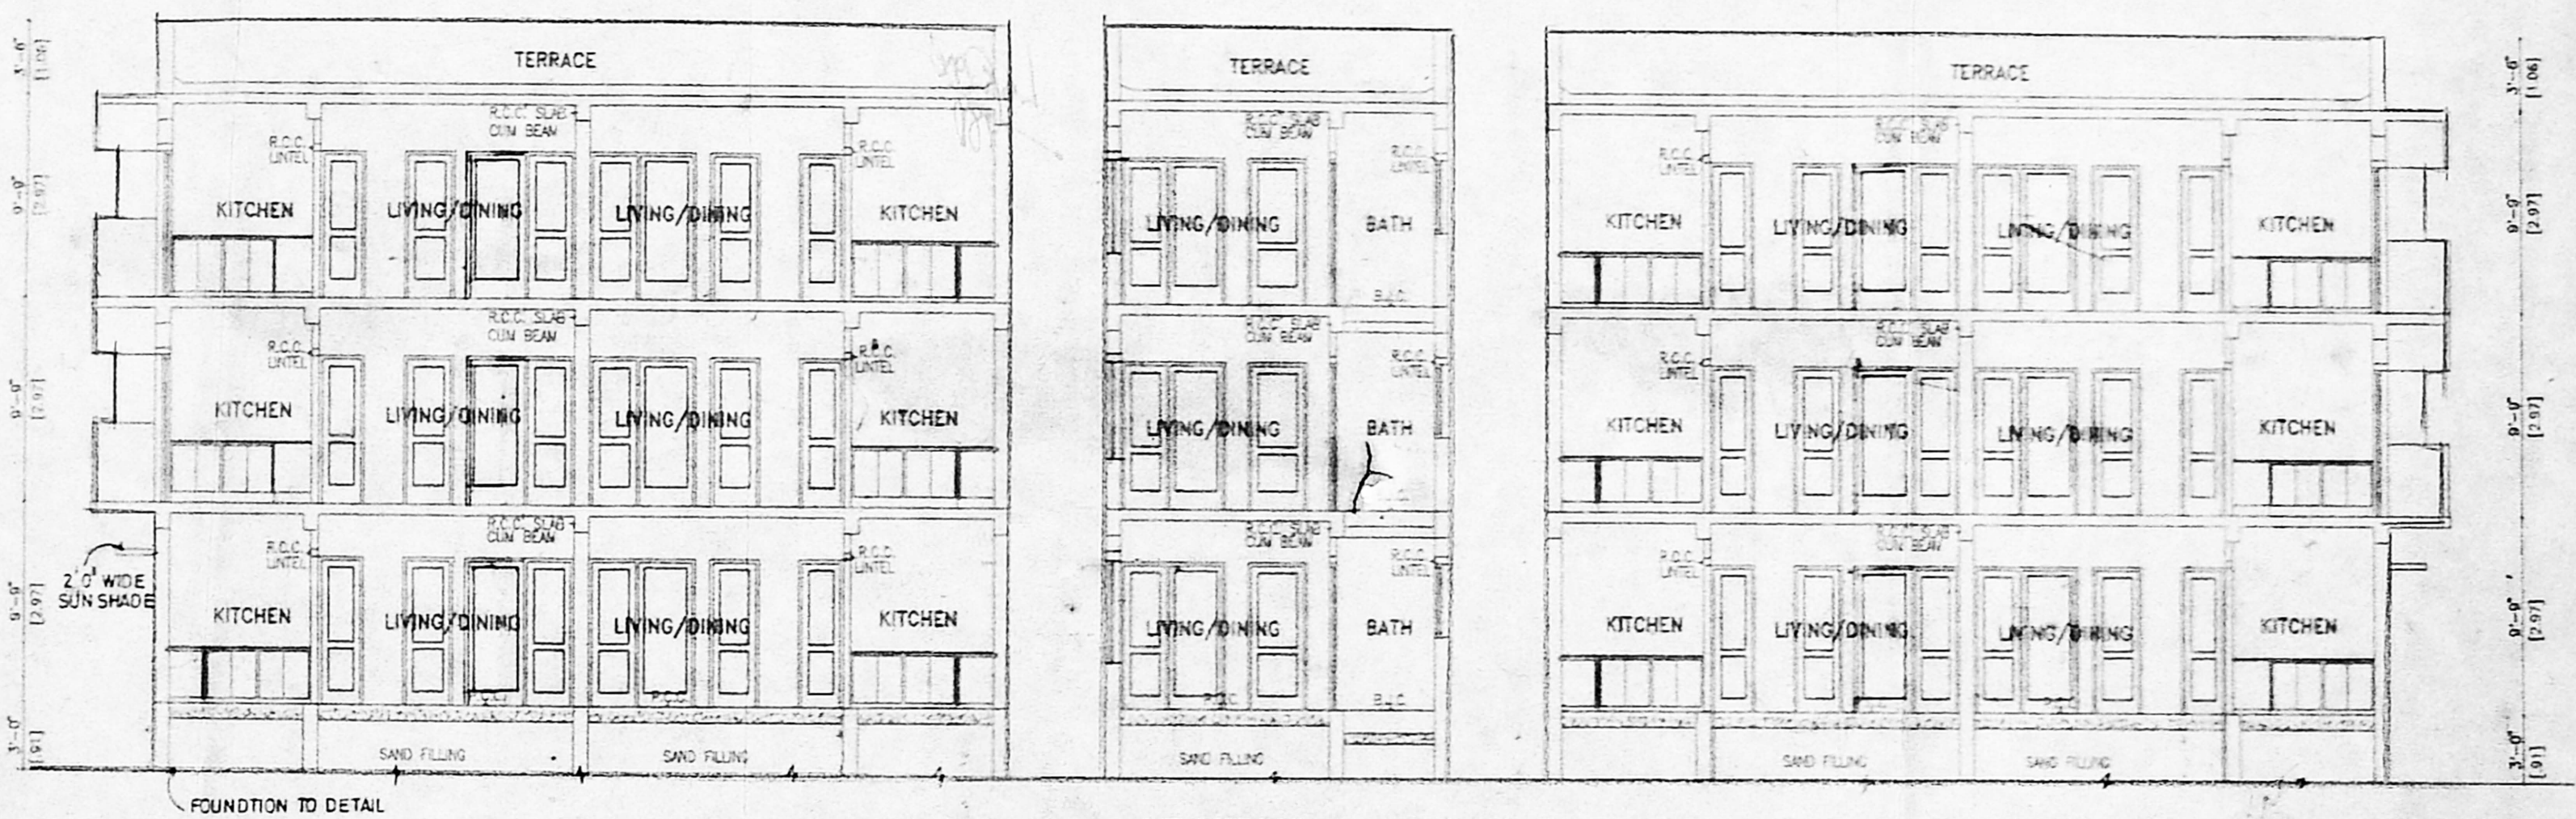 TERRACE
TERRACE
TERRACE
3'-6"
[1.06]
3'-6"
[1.06]
R.C.C. SLAB
CUM BEAM
R.C.C. SLAB
CUM BEAM
R.C.C. SLAB
CUM BEAM
R.C.C.
LINTEL
R.C.C.
LINTEL
R.C.C.
LINTEL
R.C.C.
LINTEL
9'-9"
[2.97]
KITCHEN
LIVING/DINING
LIVING/DINING
KITCHEN
LIVING/DINING
BATH
KITCHEN
LIVING/DINING
LIVING/DINING
KITCHEN
9'-9"
[2.97]
R.C.C. SLAB
CUM BEAM
R.C.C. SLAB
CUM BEAM
R.C.C. SLAB
CUM BEAM
R.C.C.
LINTEL
R.C.C.
LINTEL
R.C.C.
LINTEL
R.C.C.
LINTEL
9'-9"
[2.97]
KITCHEN
LIVING/DINING
LIVING/DINING
KITCHEN
LIVING/DINING
BATH
KITCHEN
LIVING/DINING
LIVING/DINING
KITCHEN
9'-9"
[2.97]
R.C.C. SLAB
CUM BEAM
R.C.C. SLAB
CUM BEAM
R.C.C. SLAB
CUM BEAM
R.C.C.
LINTEL
R.C.C.
LINTEL
R.C.C.
LINTEL
R.C.C.
LINTEL
2'0" WIDE
SUN SHADE
9'-9"
[2.97]
KITCHEN
LIVING/DINING
LIVING/DINING
KITCHEN
LIVING/DINING
BATH
KITCHEN
LIVING/DINING
LIVING/DINING
KITCHEN
9'-9"
[2.97]
P.C.C.
P.C.C.
3'-0"
[.91]
SAND FILLING
SAND FILLING
SAND FILLING
SAND FILLING
SAND FILLING
3'-0"
[.91]
FOUNDTION TO DETAIL